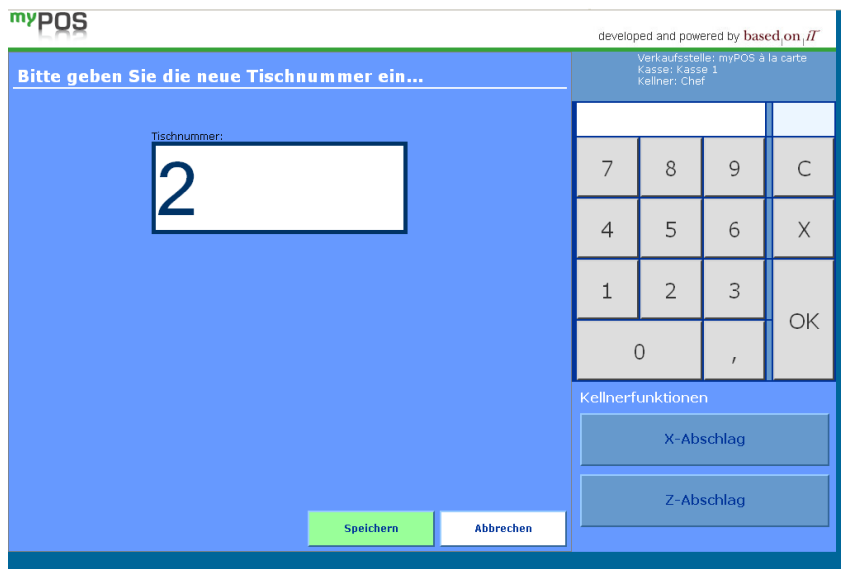 myPOS
developed and powered by based|on|iT
Verkaufsstelle: myPOS à la carte
Kasse: Kasse 1
Kellner: Chef
Bitte geben Sie die neue Tischnummer ein...
Tischnummer:
2
7 8 9 C
4 5 6 X
1 2 3
OK
0 ,
Kellnerfunktionen
X-Abschlag
Z-Abschlag
Speichern Abbrechen